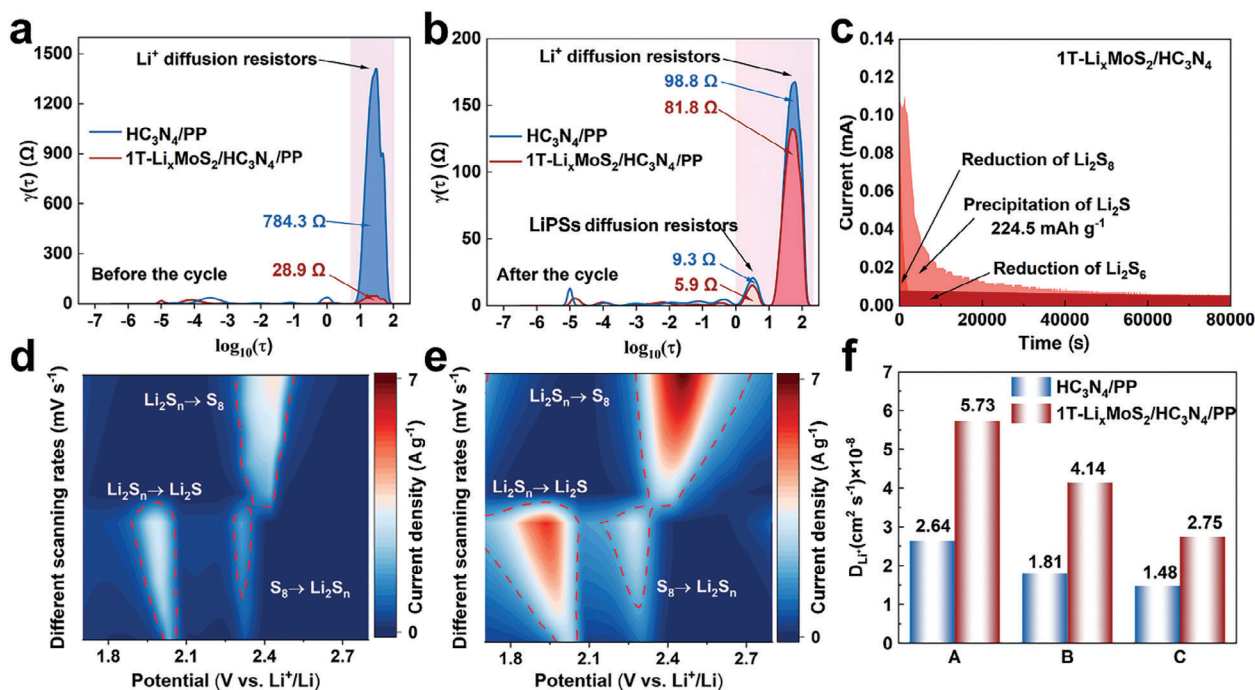 a
γ(τ) (Ω)
1500
1200
900
600
300
0
Li⁺ diffusion resistors
HC₃N₄/PP
1T-LiₓMoS₂/HC₃N₄/PP
784.3 Ω
28.9 Ω
Before the cycle
-7 -6 -5 -4 -3 -2 -1 0 1 2
log₁₀(τ)
b
γ(τ) (Ω)
200
150
100
50
0
Li⁺ diffusion resistors
98.8 Ω
81.8 Ω
HC₃N₄/PP
1T-LiₓMoS₂/HC₃N₄/PP
LiPSs diffusion resistors
9.3 Ω
5.9 Ω
After the cycle
-7 -6 -5 -4 -3 -2 -1 0 1 2
log₁₀(τ)
c
Current (mA)
0.14
0.12
0.10
0.08
0.06
0.04
0.02
0.00
1T-LiₓMoS₂/HC₃N₄
Reduction of Li₂S₈
Precipitation of Li₂S
224.5 mAh g⁻¹
Reduction of Li₂S₆
0 20000 40000 60000 80000
Time (s)
d
Different scanning rates (mV s⁻¹)
Li₂Sₙ→ S₈
Li₂Sₙ→ Li₂S
S₈→ Li₂Sₙ
1.8 2.1 2.4 2.7
Potential (V vs. Li⁺/Li)
7
0
Current density (A g⁻¹)
e
Different scanning rates (mV s⁻¹)
Li₂Sₙ→ S₈
Li₂Sₙ→ Li₂S
S₈→ Li₂Sₙ
1.8 2.1 2.4 2.7
Potential (V vs. Li⁺/Li)
7
0
Current density (A g⁻¹)
f
D_Li⁺(cm² s⁻¹)×10⁻⁸
7
6
5
4
3
2
1
0
HC₃N₄/PP
1T-LiₓMoS₂/HC₃N₄/PP
2.64
5.73
1.81
4.14
1.48
2.75
A B C